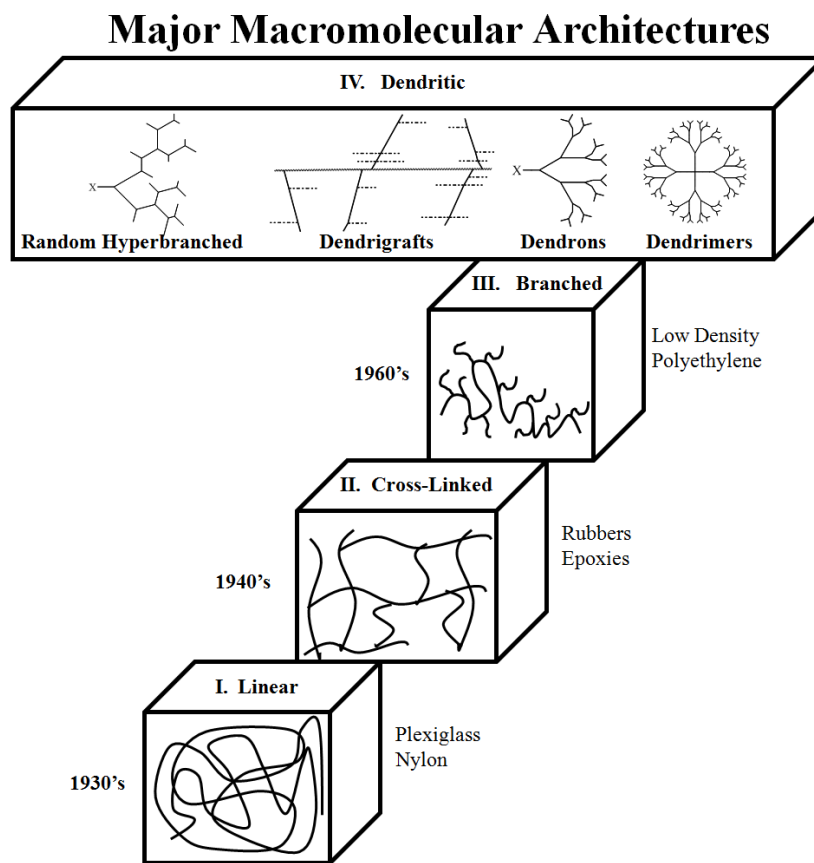 Major Macromolecular Architectures
IV. Dendritic
X
X
Random Hyperbranched
Dendrigrafts
Dendrons
Dendrimers
III. Branched
1960's
Low Density
Polyethylene
II. Cross-Linked
1940's
Rubbers
Epoxies
I. Linear
1930's
Plexiglass
Nylon